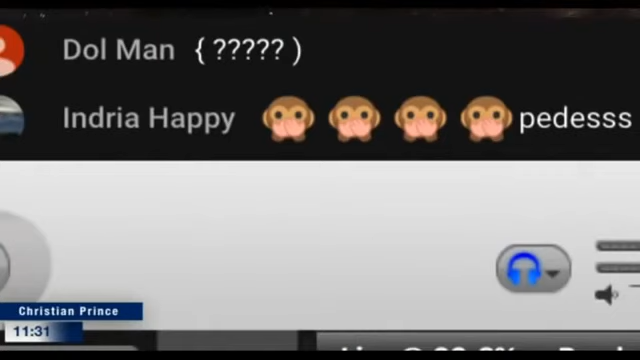 Dol Man { ????? )
Indria Happy 🙊🙊🙊🙊pedesss
Christian Prince
11:31